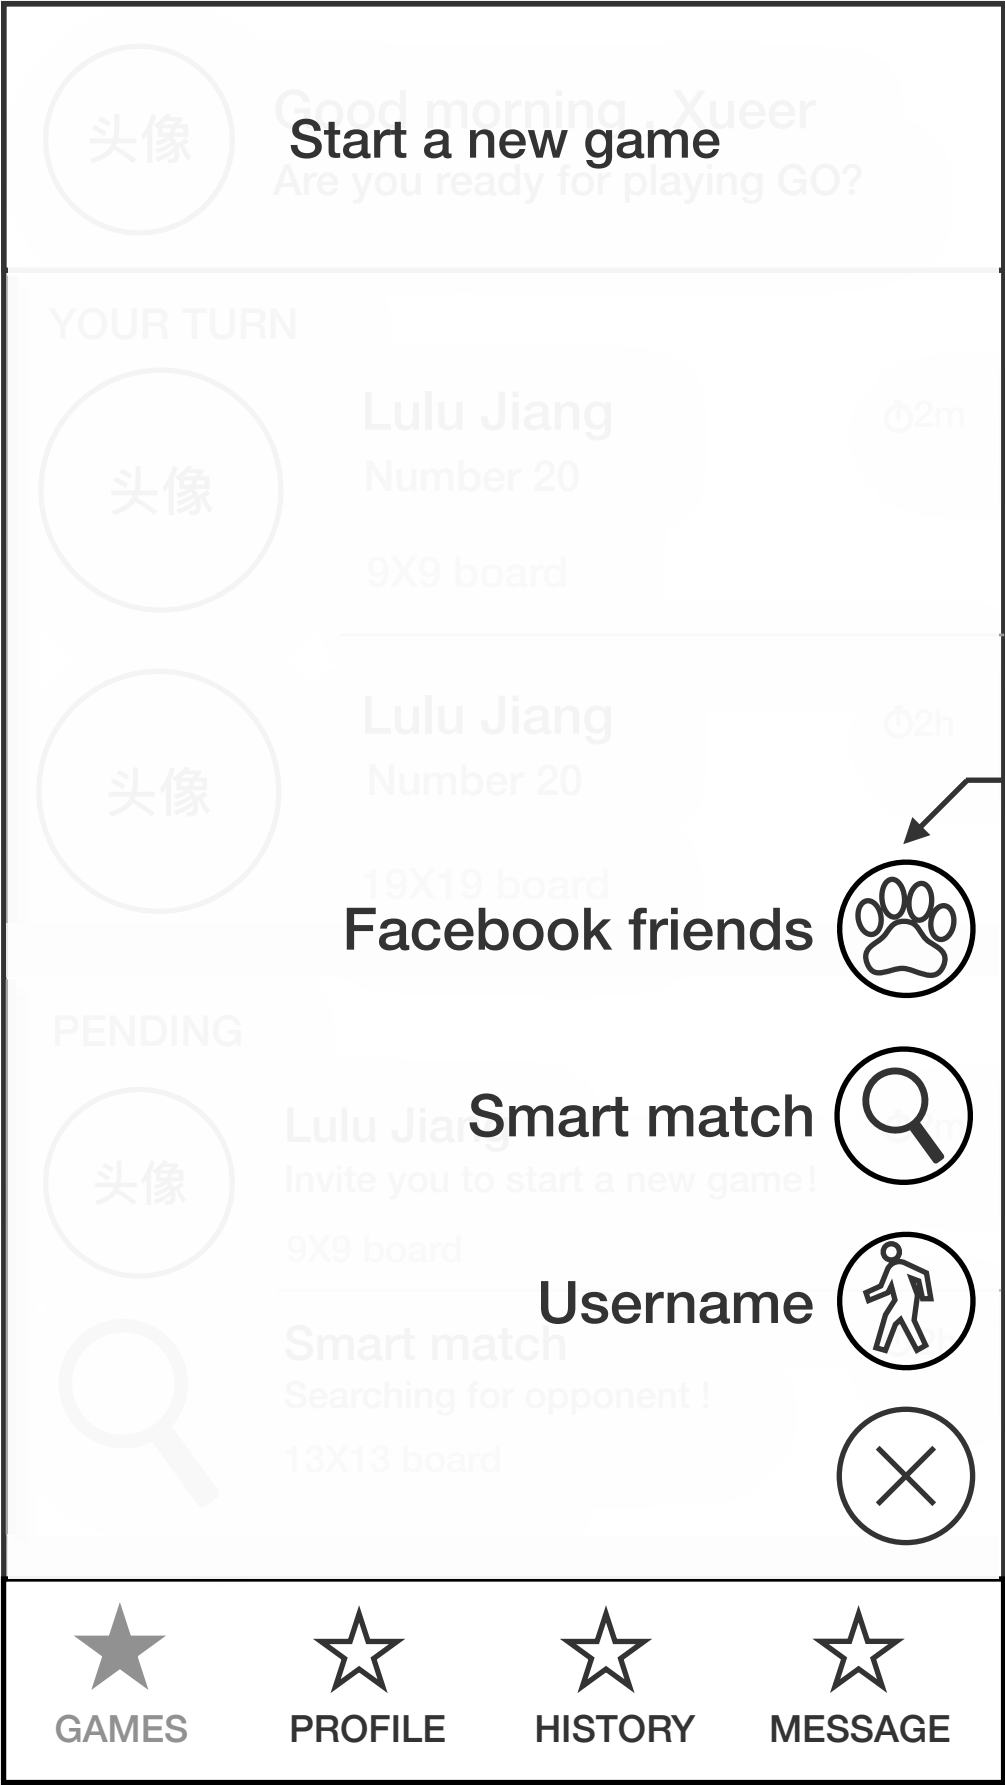 头像
Good morning , Xueer
Start a new game
Are you ready for playing GO?
YOUR TURN
头像
Lulu Jiang
2m
Number 20
9X9 board
头像
Lulu Jiang
2h
Number 20
19X19 board
Facebook friends
PENDING
头像
Lulu Jiang
Smart match
Invite you to start a new game!
9X9 board
Username
Smart match
Searching for opponent !
13X13 board
GAMES
PROFILE
HISTORY
MESSAGE